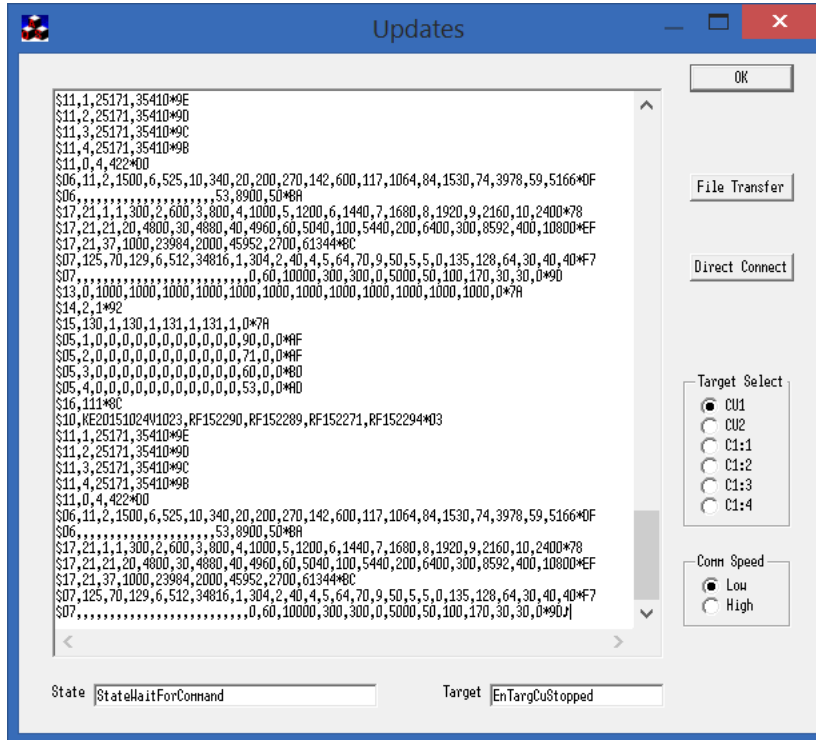 Updates
OK
$11,1,25171,35410*9E
$11,2,25171,35410*9D
$11,3,25171,35410*9C
$11,4,25171,35410*9B
$11,0,4,422*D0
$06,11,2,1500,6,525,10,340,20,200,270,142,600,117,1064,84,1530,74,3978,59,5166*DF
$06,,,,,,,,,,,,,,,,,,,,,,53,8900,50*BA
$17,21,1,1,300,2,600,3,800,4,1000,5,1200,6,1440,7,1680,8,1920,9,2160,10,2400*78
$17,21,21,20,4800,30,4880,40,4960,60,5040,100,5440,200,6400,300,8592,400,10800*EF
$17,21,37,1000,23984,2000,45952,2700,61344*BC
$07,125,70,129,6,512,34816,1,304,2,40,4,5,64,70,9,50,5,5,0,135,128,64,30,40,40*F7
$07,,,,,,,,,,,,,,,,,,,,,,,,,,0,60,10000,300,300,0,5000,50,100,170,30,30,0*9D
$13,0,1000,1000,1000,1000,1000,1000,1000,1000,1000,1000,1000,1000,0*7A
$14,2,1*92
$15,130,1,130,1,131,1,131,1,0*7A
$05,1,0,0,0,0,0,0,0,0,0,0,0,90,0,0*AF
$05,2,0,0,0,0,0,0,0,0,0,0,0,71,0,0*AF
$05,3,0,0,0,0,0,0,0,0,0,0,0,60,0,0*B0
$05,4,0,0,0,0,0,0,0,0,0,0,0,53,0,0*AD
$16,111*8C
$10,KE20151024V1023,RF152290,RF152289,RF152271,RF152294*03
$11,1,25171,35410*9E
$11,2,25171,35410*9D
$11,3,25171,35410*9C
$11,4,25171,35410*9B
$11,0,4,422*D0
$06,11,2,1500,6,525,10,340,20,200,270,142,600,117,1064,84,1530,74,3978,59,5166*DF
$06,,,,,,,,,,,,,,,,,,,,,,53,8900,50*BA
$17,21,1,1,300,2,600,3,800,4,1000,5,1200,6,1440,7,1680,8,1920,9,2160,10,2400*78
$17,21,21,20,4800,30,4880,40,4960,60,5040,100,5440,200,6400,300,8592,400,10800*EF
$17,21,37,1000,23984,2000,45952,2700,61344*BC
$07,125,70,129,6,512,34816,1,304,2,40,4,5,64,70,9,50,5,5,0,135,128,64,30,40,40*F7
$07,,,,,,,,,,,,,,,,,,,,,,,,,,0,60,10000,300,300,0,5000,50,100,170,30,30,0*9D♪
File Transfer
Direct Connect
Target Select
CU1
CU2
C1:1
C1:2
C1:3
C1:4
Comm Speed
Low
High
State StateWaitForCommand
Target EnTargCuStopped